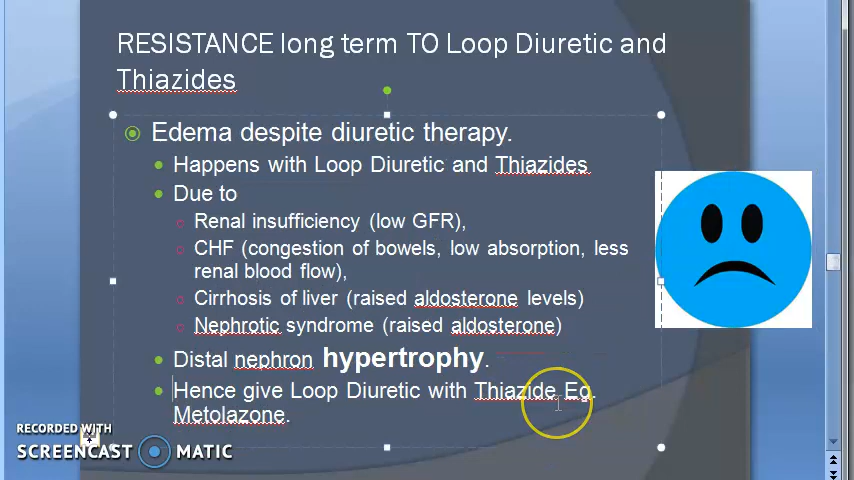 RESISTANCE long term TO Loop Diuretic and
Thiazides
Edema despite diuretic therapy.
Happens with Loop Diuretic and Thiazides
Due to
Renal insufficiency (low GFR),
CHF (congestion of bowels, low absorption, less
renal blood flow),
Cirrhosis of liver (raised aldosterone levels)
Nephrotic syndrome (raised aldosterone)
Distal nephron hypertrophy.
Hence give Loop Diuretic with Thiazide Eg.
Metolazone.
RECORDED WITH
SCREENCAST MATIC